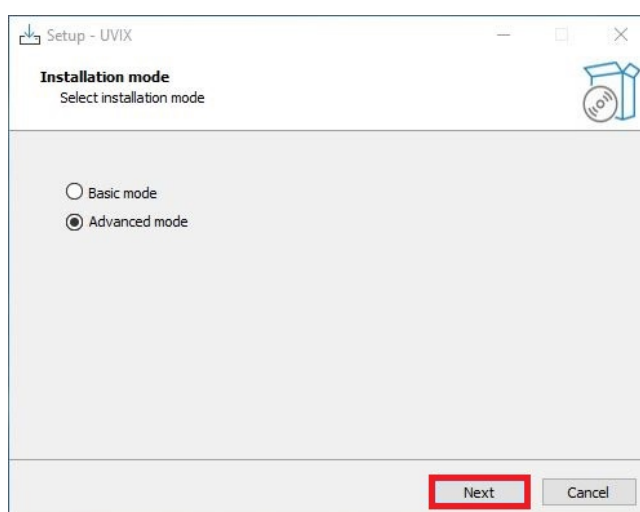 Setup - UVIX
Installation mode
Select installation mode
Basic mode
Advanced mode
Next
Cancel